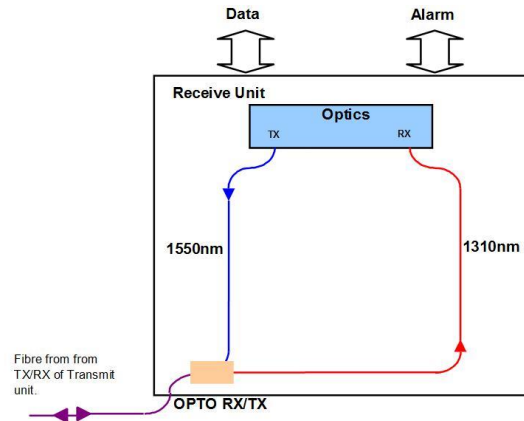 Data
Alarm
Receive Unit
Optics
TX
RX
1550nm
1310nm
Fibre from from
TX/RX of Transmit
unit.
OPTO RX/TX